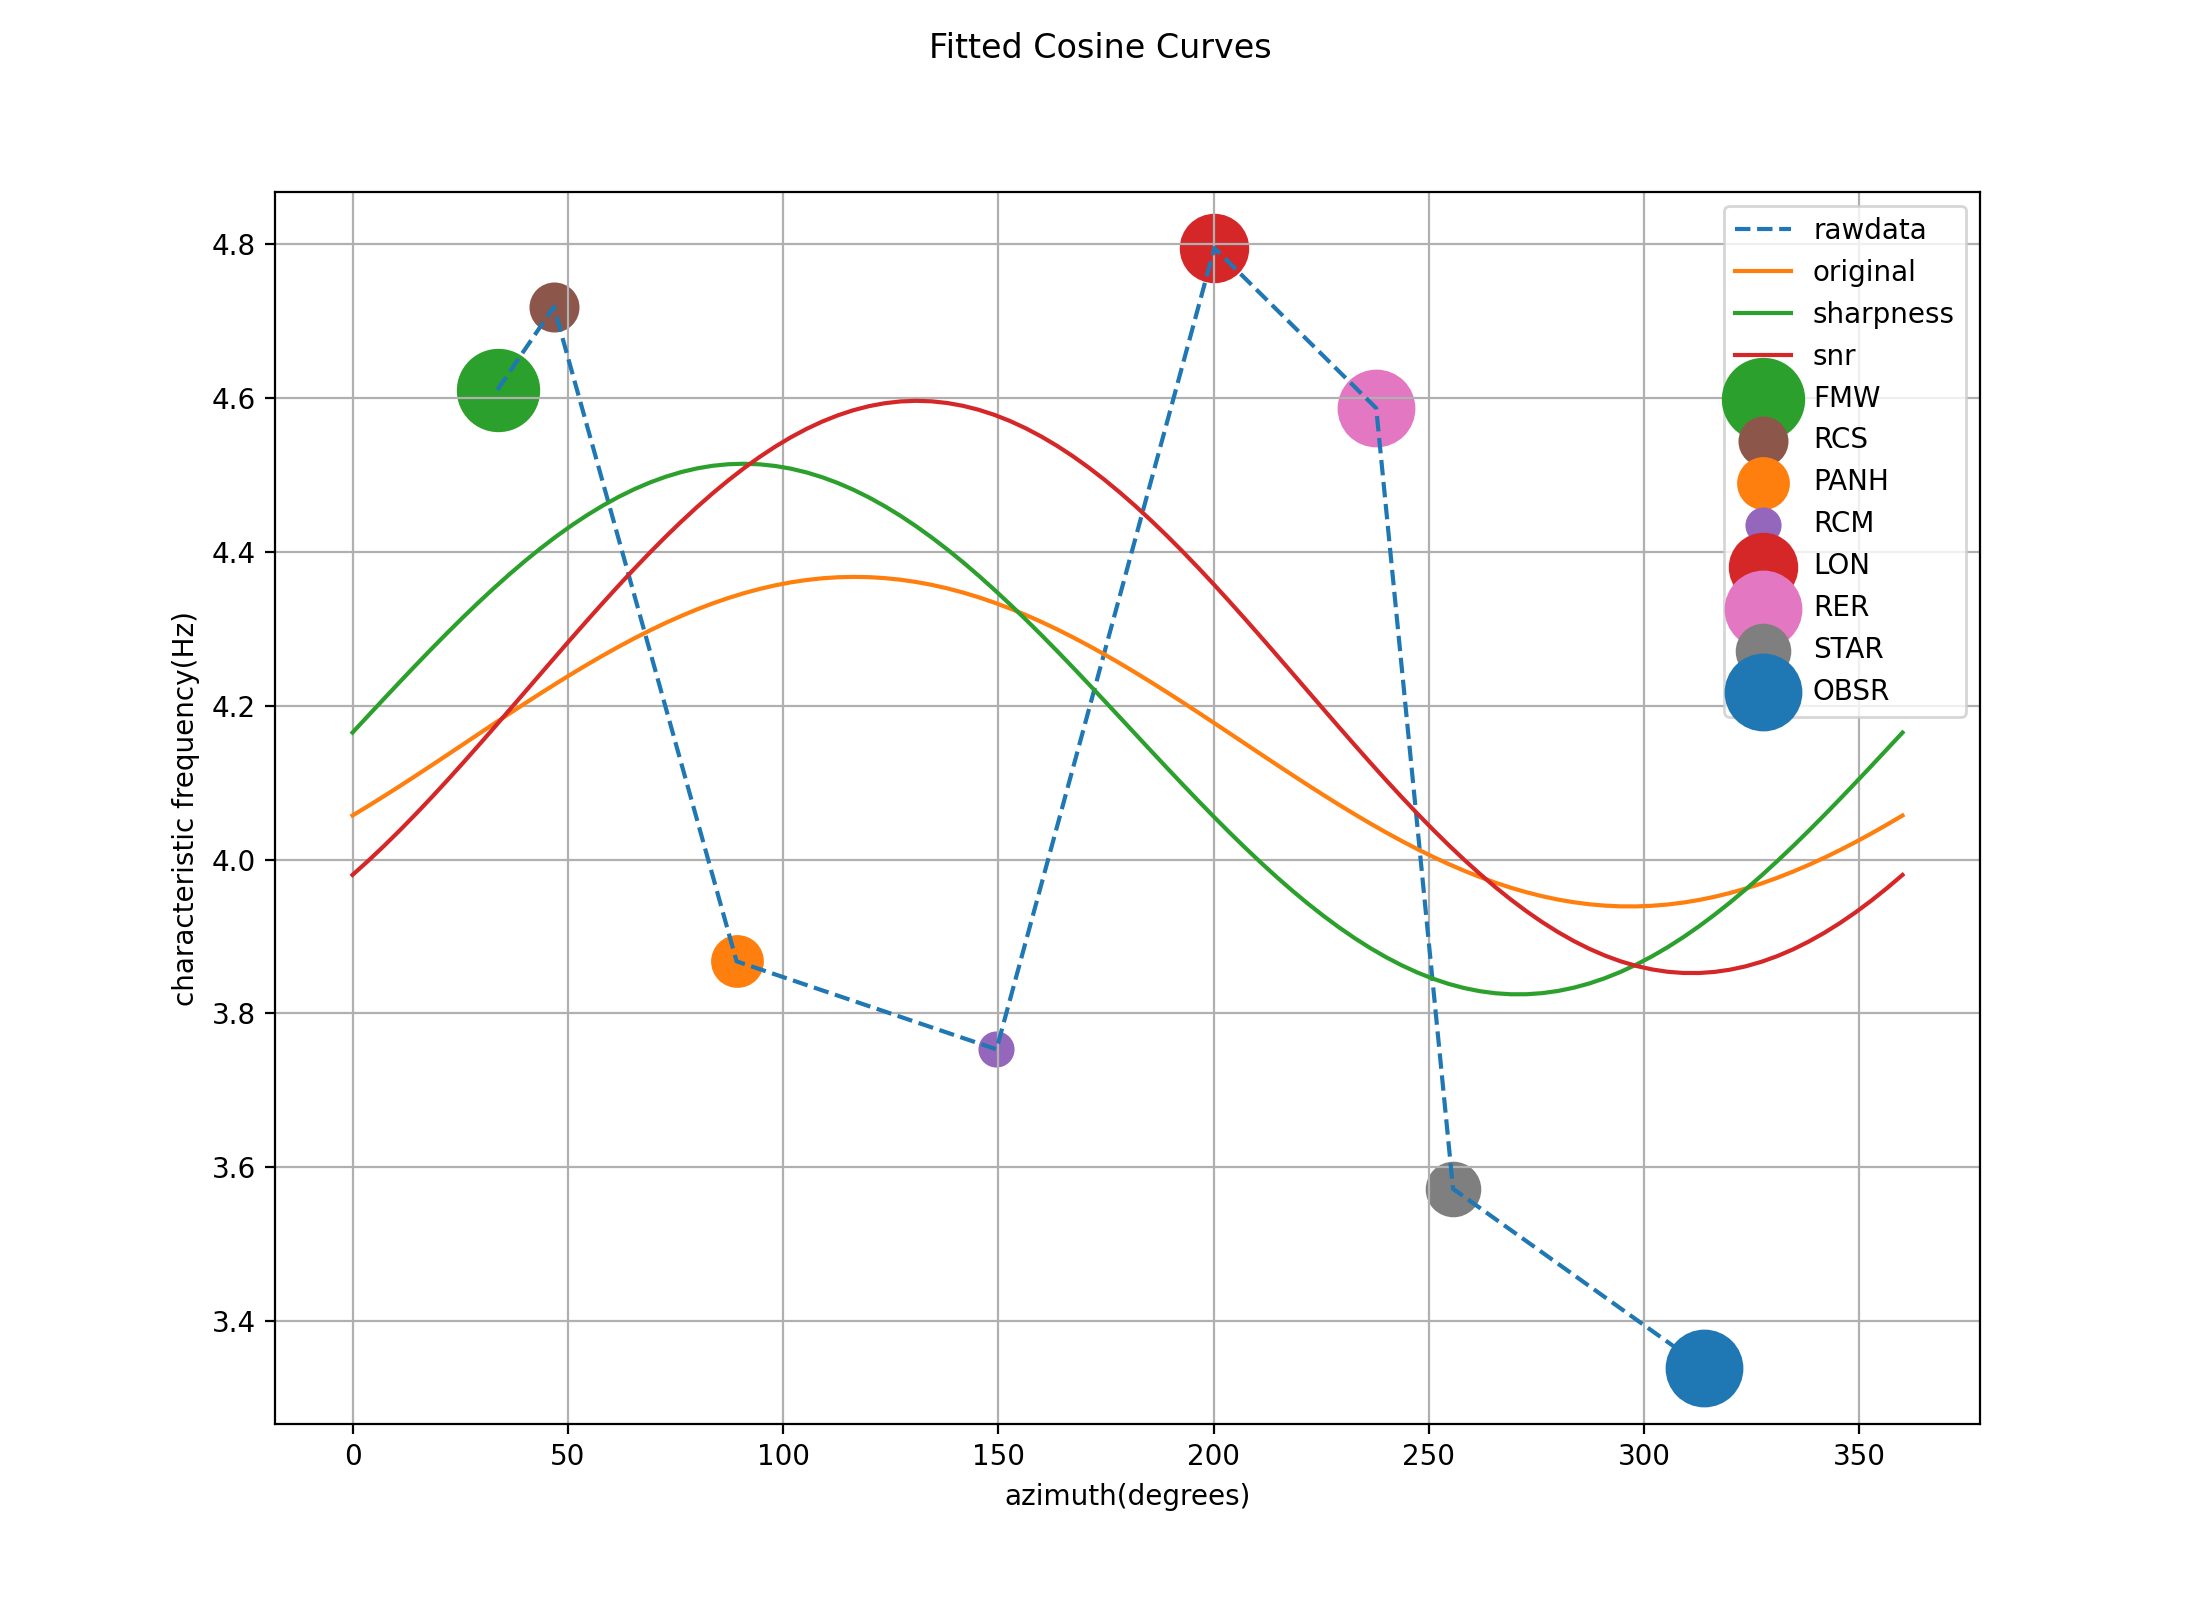 Fitted Cosine Curves
4.8
4.6
4.4
4.2
4.0
3.8
3.6
3.4
characteristic frequency(Hz)
rawdata
original
sharpness
snr
FMW
RCS
PANH
RCM
LON
RER
STAR
OBSR
0 50 100 150 200 250 300 350
azimuth(degrees)